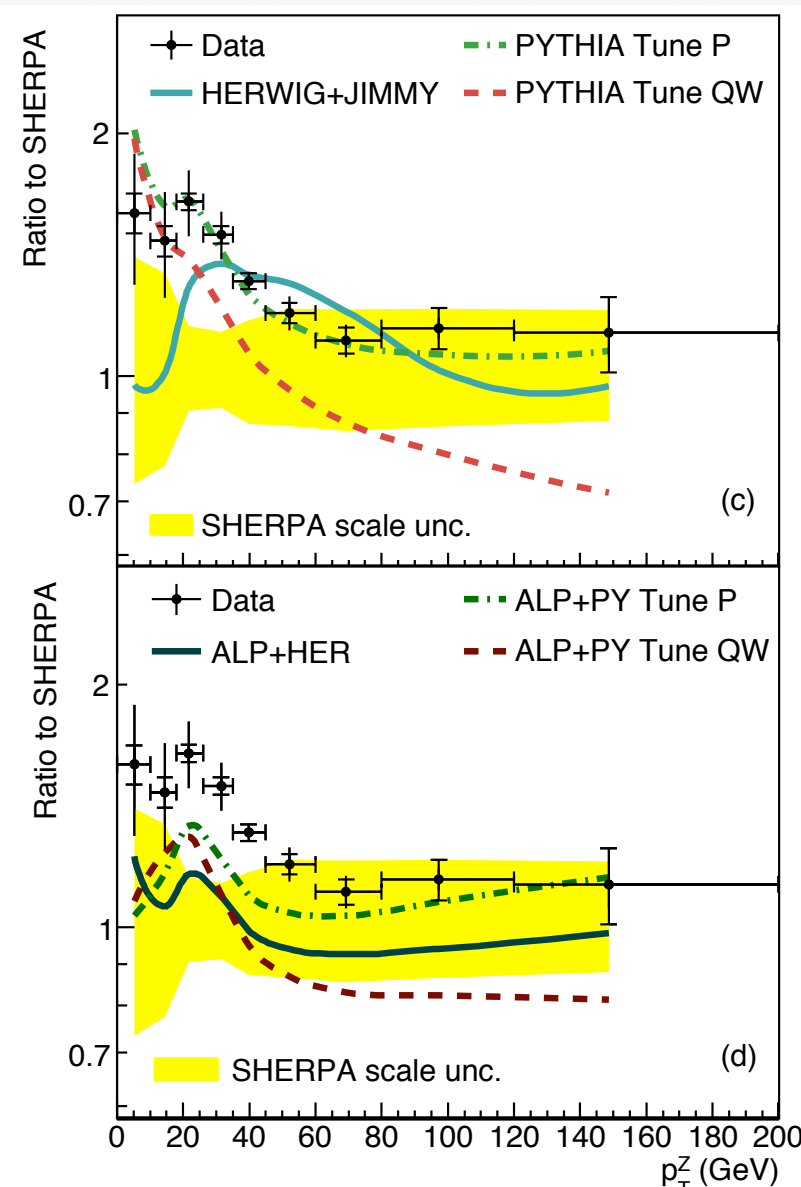 Data
PYTHIA Tune P
HERWIG+JIMMY
PYTHIA Tune QW
Ratio to SHERPA
2
1
0.7
(c)
SHERPA scale unc.
Data
ALP+PY Tune P
ALP+HER
ALP+PY Tune QW
Ratio to SHERPA
2
1
0.7
(d)
SHERPA scale unc.
0 20 40 60 80 100 120 140 160 180 200
p_T^Z (GeV)